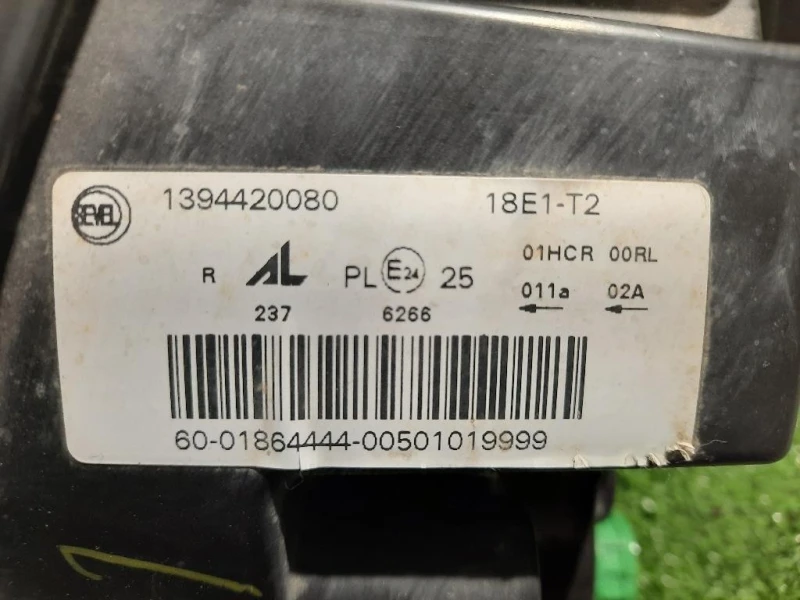 SEVEL 1394420080 18E1-T2
01HCR 00RL
R AL PL E24 25
011a 02A
237 6266
60-01864444-00501019999